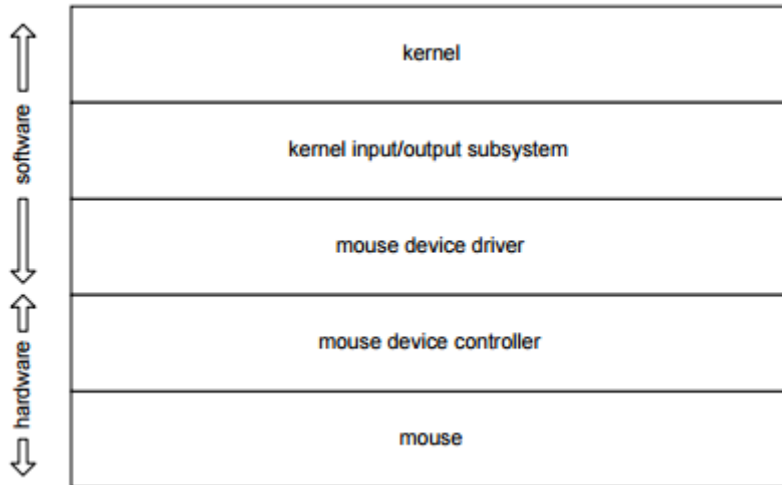 kernel
kernel input/output subsystem
mouse device driver
mouse device controller
mouse
software
hardware